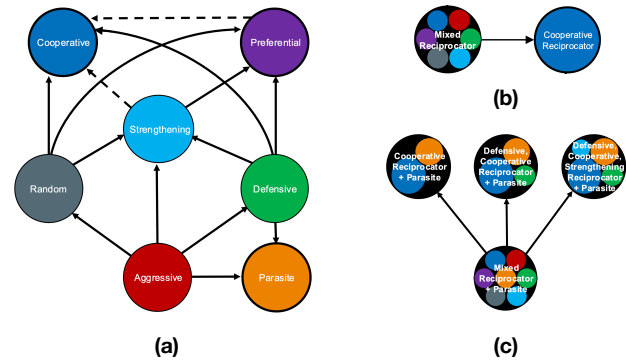 Cooperative
Preferential
Strengthening
Random
Defensive
Aggressive
Parasite
(a)
Mixed
Reciprocator
Cooperative
Reciprocator
(b)
Cooperative
Reciprocator
+ Parasite
Defensive,
Cooperative
Reciprocator
+ Parasite
Defensive,
Cooperative,
Strengthening
Reciprocator
+ Parasite
Mixed
Reciprocator
+ Parasite
(c)